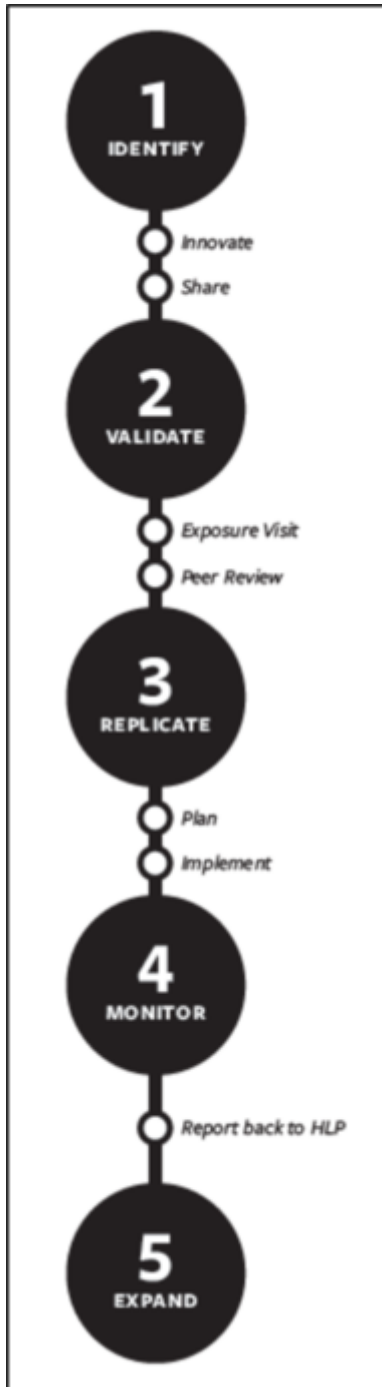 1
IDENTIFY
Innovate
Share
2
VALIDATE
Exposure Visit
Peer Review
3
REPLICATE
Plan
Implement
4
MONITOR
Report back to HLP
5
EXPAND